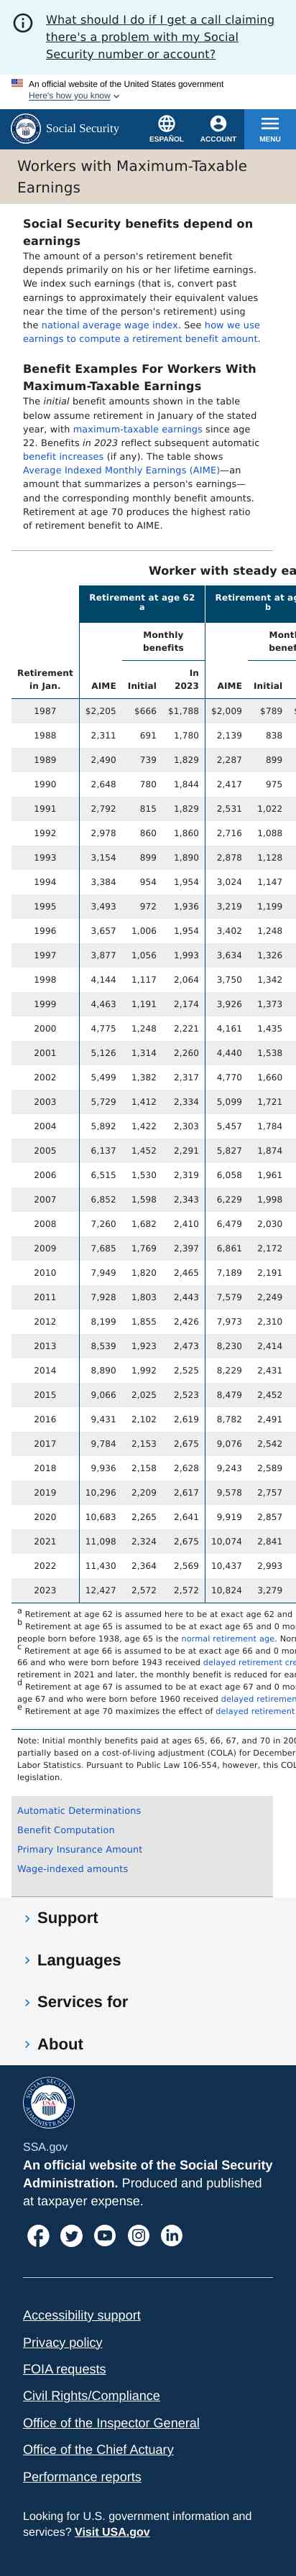 What should I do if I get a call claiming
there's a problem with my Social
Security number or account?
An official website of the United States government
Here's how you know
Social Security
ESPAÑOL
ACCOUNT
MENU
Workers with Maximum-Taxable
Earnings
Social Security benefits depend on
earnings
The amount of a person's retirement benefit
depends primarily on his or her lifetime earnings.
We index such earnings (that is, convert past
earnings to approximately their equivalent values
near the time of the person's retirement) using
the national average wage index. See how we use
earnings to compute a retirement benefit amount.
Benefit Examples For Workers With
Maximum-Taxable Earnings
The initial benefit amounts shown in the table
below assume retirement in January of the stated
year, with maximum-taxable earnings since age
22. Benefits in 2023 reflect subsequent automatic
benefit increases (if any). The table shows
Average Indexed Monthly Earnings (AIME)—an
amount that summarizes a person's earnings—
and the corresponding monthly benefit amounts.
Retirement at age 70 produces the highest ratio
of retirement benefit to AIME.
Worker with steady ea
Retirement at age 62 Retirement at ag
a b
Monthly Month
benefits benef
Retirement In
in Jan. AIME Initial 2023 AIME Initial
1987 $2,205 $666 $1,788 $2,009 $789 $
1988 2,311 691 1,780 2,139 838
1989 2,490 739 1,829 2,287 899
1990 2,648 780 1,844 2,417 975
1991 2,792 815 1,829 2,531 1,022
1992 2,978 860 1,860 2,716 1,088
1993 3,154 899 1,890 2,878 1,128
1994 3,384 954 1,954 3,024 1,147
1995 3,493 972 1,936 3,219 1,199
1996 3,657 1,006 1,954 3,402 1,248
1997 3,877 1,056 1,993 3,634 1,326
1998 4,144 1,117 2,064 3,750 1,342
1999 4,463 1,191 2,174 3,926 1,373
2000 4,775 1,248 2,221 4,161 1,435
2001 5,126 1,314 2,260 4,440 1,538
2002 5,499 1,382 2,317 4,770 1,660
2003 5,729 1,412 2,334 5,099 1,721
2004 5,892 1,422 2,303 5,457 1,784
2005 6,137 1,452 2,291 5,827 1,874
2006 6,515 1,530 2,319 6,058 1,961
2007 6,852 1,598 2,343 6,229 1,998
2008 7,260 1,682 2,410 6,479 2,030
2009 7,685 1,769 2,397 6,861 2,172
2010 7,949 1,820 2,465 7,189 2,191
2011 7,928 1,803 2,443 7,579 2,249
2012 8,199 1,855 2,426 7,973 2,310
2013 8,539 1,923 2,473 8,230 2,414
2014 8,890 1,992 2,525 8,229 2,431
2015 9,066 2,025 2,523 8,479 2,452
2016 9,431 2,102 2,619 8,782 2,491
2017 9,784 2,153 2,675 9,076 2,542
2018 9,936 2,158 2,628 9,243 2,589
2019 10,296 2,209 2,617 9,578 2,757
2020 10,683 2,265 2,641 9,919 2,857
2021 11,098 2,324 2,675 10,074 2,841
2022 11,430 2,364 2,569 10,437 2,993
2023 12,427 2,572 2,572 10,824 3,279
a Retirement at age 62 is assumed here to be at exact age 62 and
b Retirement at age 65 is assumed to be at exact age 65 and 0 mo
people born before 1938, age 65 is the normal retirement age. Nor
c Retirement at age 66 is assumed to be at exact age 66 and 0 mo
66 and who were born before 1943 received delayed retirement cre
retirement in 2021 and later, the monthly benefit is reduced for ear
d Retirement at age 67 is assumed to be at exact age 67 and 0 mo
age 67 and who were born before 1960 received delayed retiremen
e Retirement at age 70 maximizes the effect of delayed retirement
Note: Initial monthly benefits paid at ages 65, 66, 67, and 70 in 200
partially based on a cost-of-living adjustment (COLA) for December
Labor Statistics. Pursuant to Public Law 106-554, however, this COL
legislation.
Automatic Determinations
Benefit Computation
Primary Insurance Amount
Wage-indexed amounts
Support
Languages
Services for
About
SOCIAL SECURITY
USA
ADMINISTRATION
SSA.gov
An official website of the Social Security
Administration. Produced and published
at taxpayer expense.
Accessibility support
Privacy policy
FOIA requests
Civil Rights/Compliance
Office of the Inspector General
Office of the Chief Actuary
Performance reports
Looking for U.S. government information and
services? Visit USA.gov